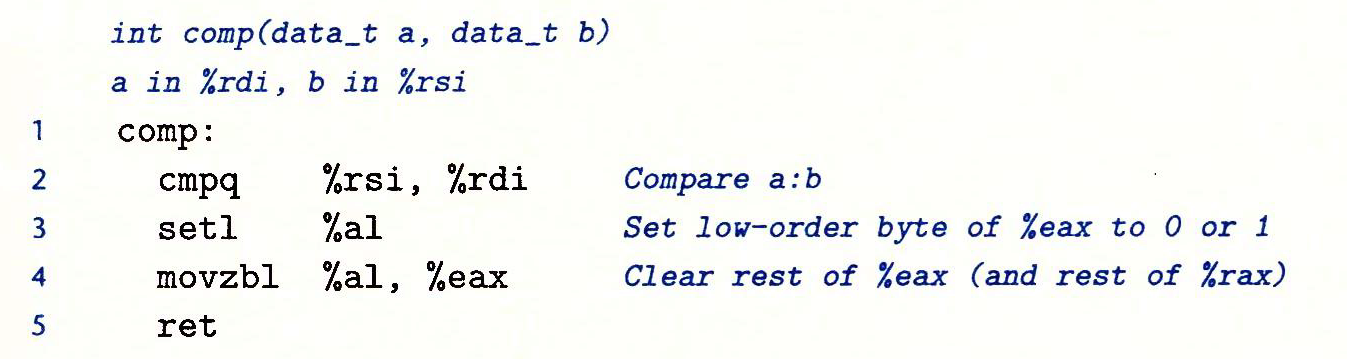 int comp(data_t a, data_t b)
a in %rdi, b in %rsi
1 comp:
2 cmpq %rsi, %rdi Compare a:b
3 setl %al Set low-order byte of %eax to 0 or 1
4 movzbl %al, %eax Clear rest of %eax (and rest of %rax)
5 ret